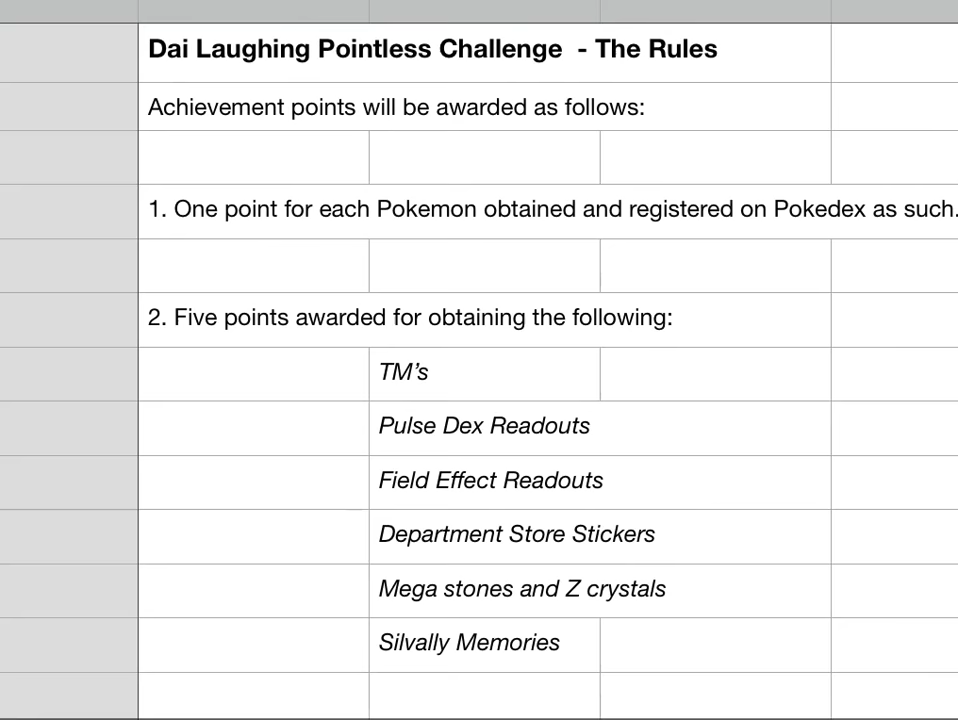 Dai Laughing Pointless Challenge  - The Rules
Achievement points will be awarded as follows:
1. One point for each Pokemon obtained and registered on Pokedex as such.
2. Five points awarded for obtaining the following:
TM’s
Pulse Dex Readouts
Field Effect Readouts
Department Store Stickers
Mega stones and Z crystals
Silvally Memories